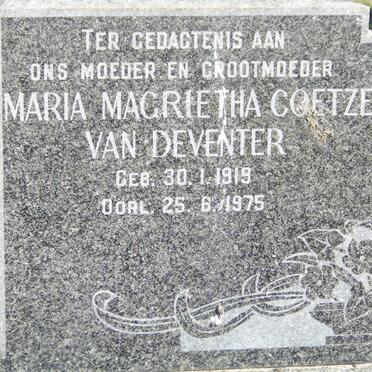 TER GEDAGTENIS AAN
ONS MOEDER EN GROOTMOEDER
MARIA MAGRIETHA COETZE
VAN DEVENTER
GEB. 30.1.1919
OORL. 25.6.1975